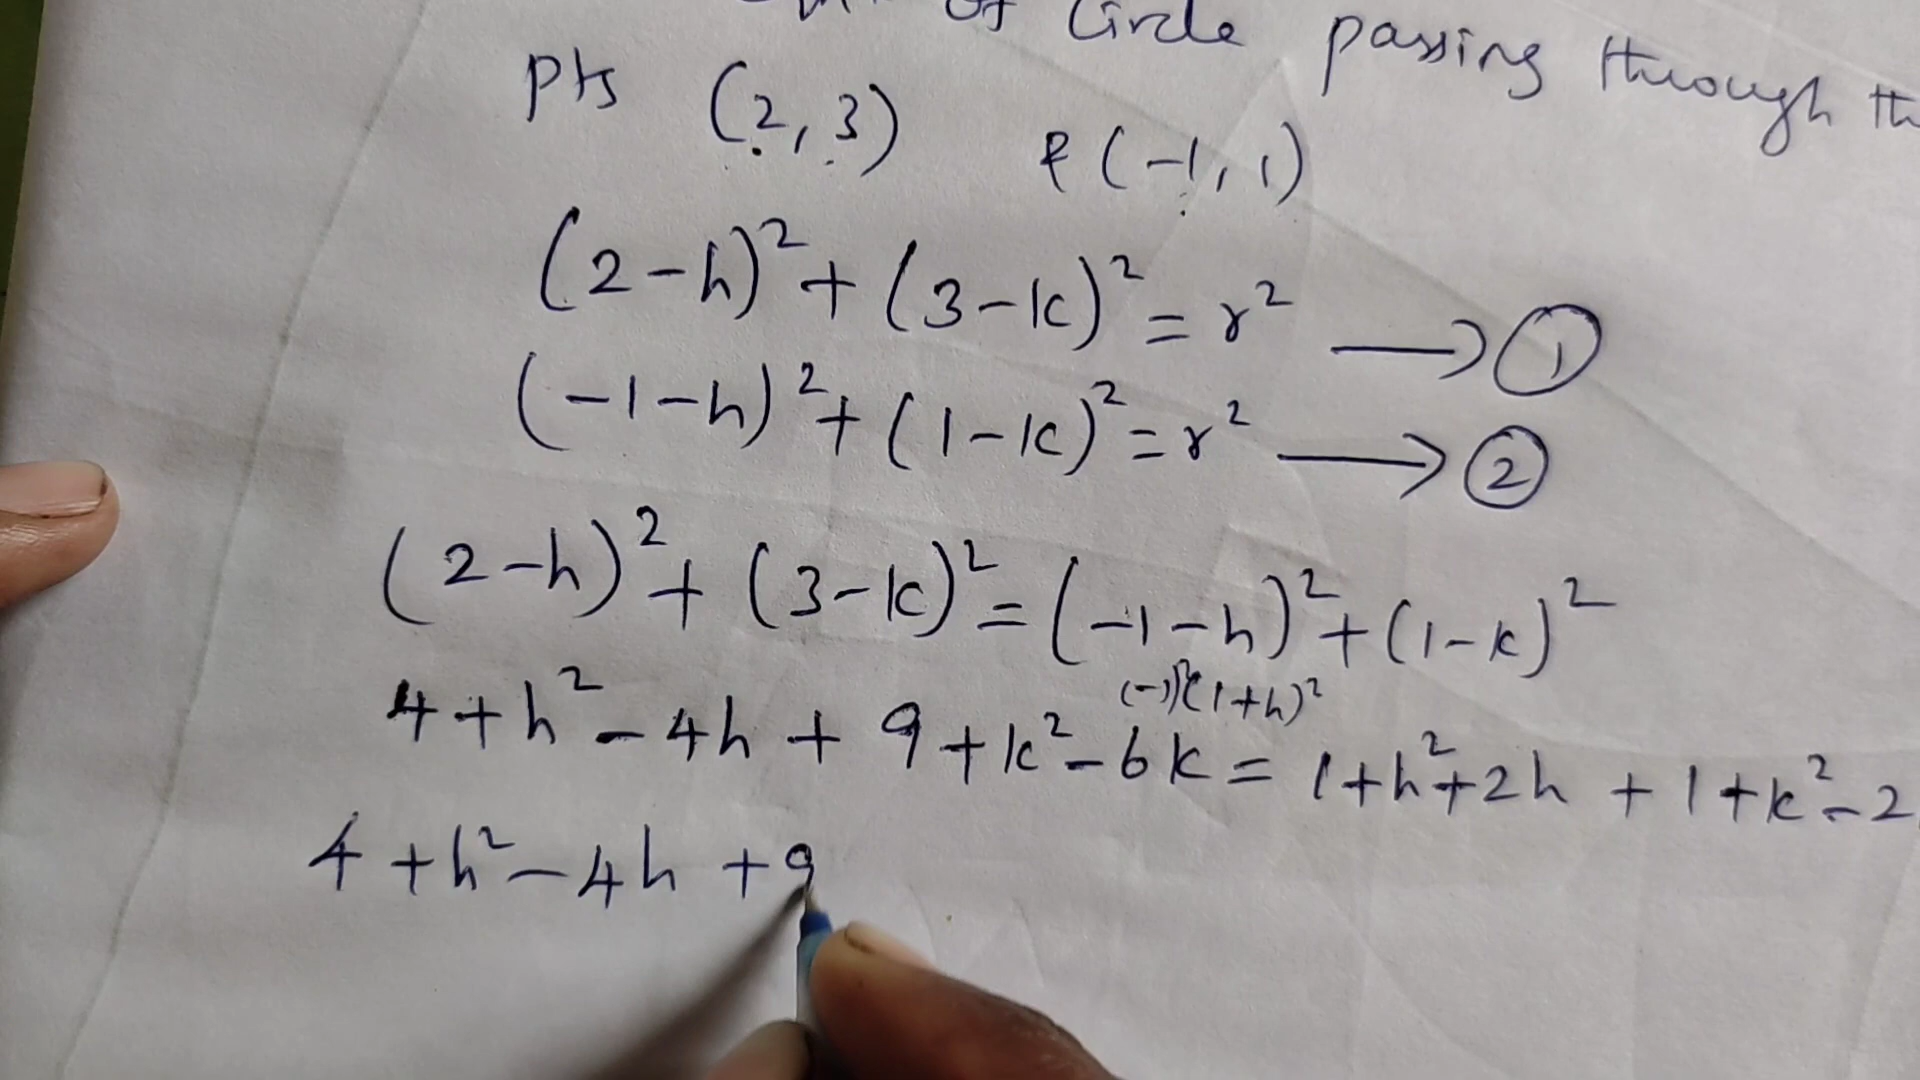 of Circle passing through
pts (2, 3) & (-1, 1)
(2-h)² + (3-k)² = r² → ①
(-1-h)² + (1-k)² = r² → ②
(2-h)² + (3-k)² = (-1-h)² + (1-k)²
(-1)²(1+h)²
4+h²-4h + 9+k²-6k = 1+h²+2h + 1+k²-2
4+h²-4h+9